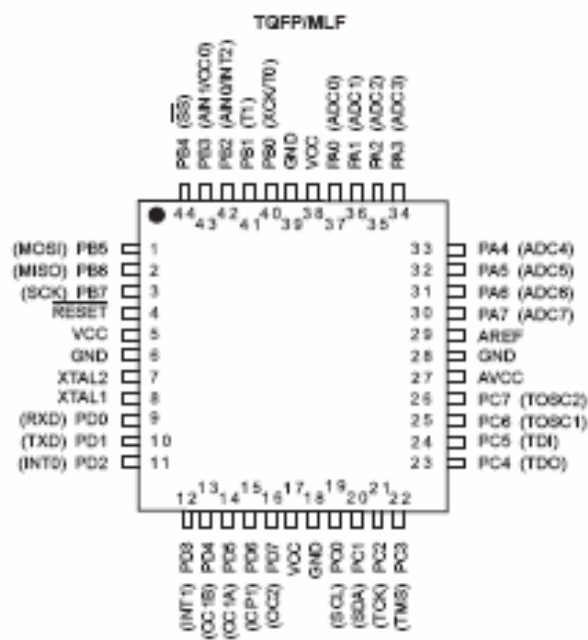 TQFP/MLF
PB4 (SS)
PB3 (AIN1/OC0)
PB2 (AIN0/INT2)
PB1 (T1)
PB0 (XCK/T0)
GND
VCC
PA0 (ADC0)
PA1 (ADC1)
PA2 (ADC2)
PA3 (ADC3)
44 43 42 41 40 39 38 37 36 35 34
(MOSI) PB5 1
(MISO) PB6 2
(SCK) PB7 3
RESET 4
VCC 5
GND 6
XTAL2 7
XTAL1 8
(RXD) PD0 9
(TXD) PD1 10
(INT0) PD2 11
33 PA4 (ADC4)
32 PA5 (ADC5)
31 PA6 (ADC6)
30 PA7 (ADC7)
29 AREF
28 GND
27 AVCC
26 PC7 (TOSC2)
25 PC6 (TOSC1)
24 PC5 (TDI)
23 PC4 (TDO)
12 13 14 15 16 17 18 19 20 21 22
(INT1) PD3
(OC1B) PD4
(OC1A) PD5
(ICP1) PD6
(OC2) PD7
VCC
GND
(SCL) PC0
(SDA) PC1
(TCK) PC2
(TMS) PC3